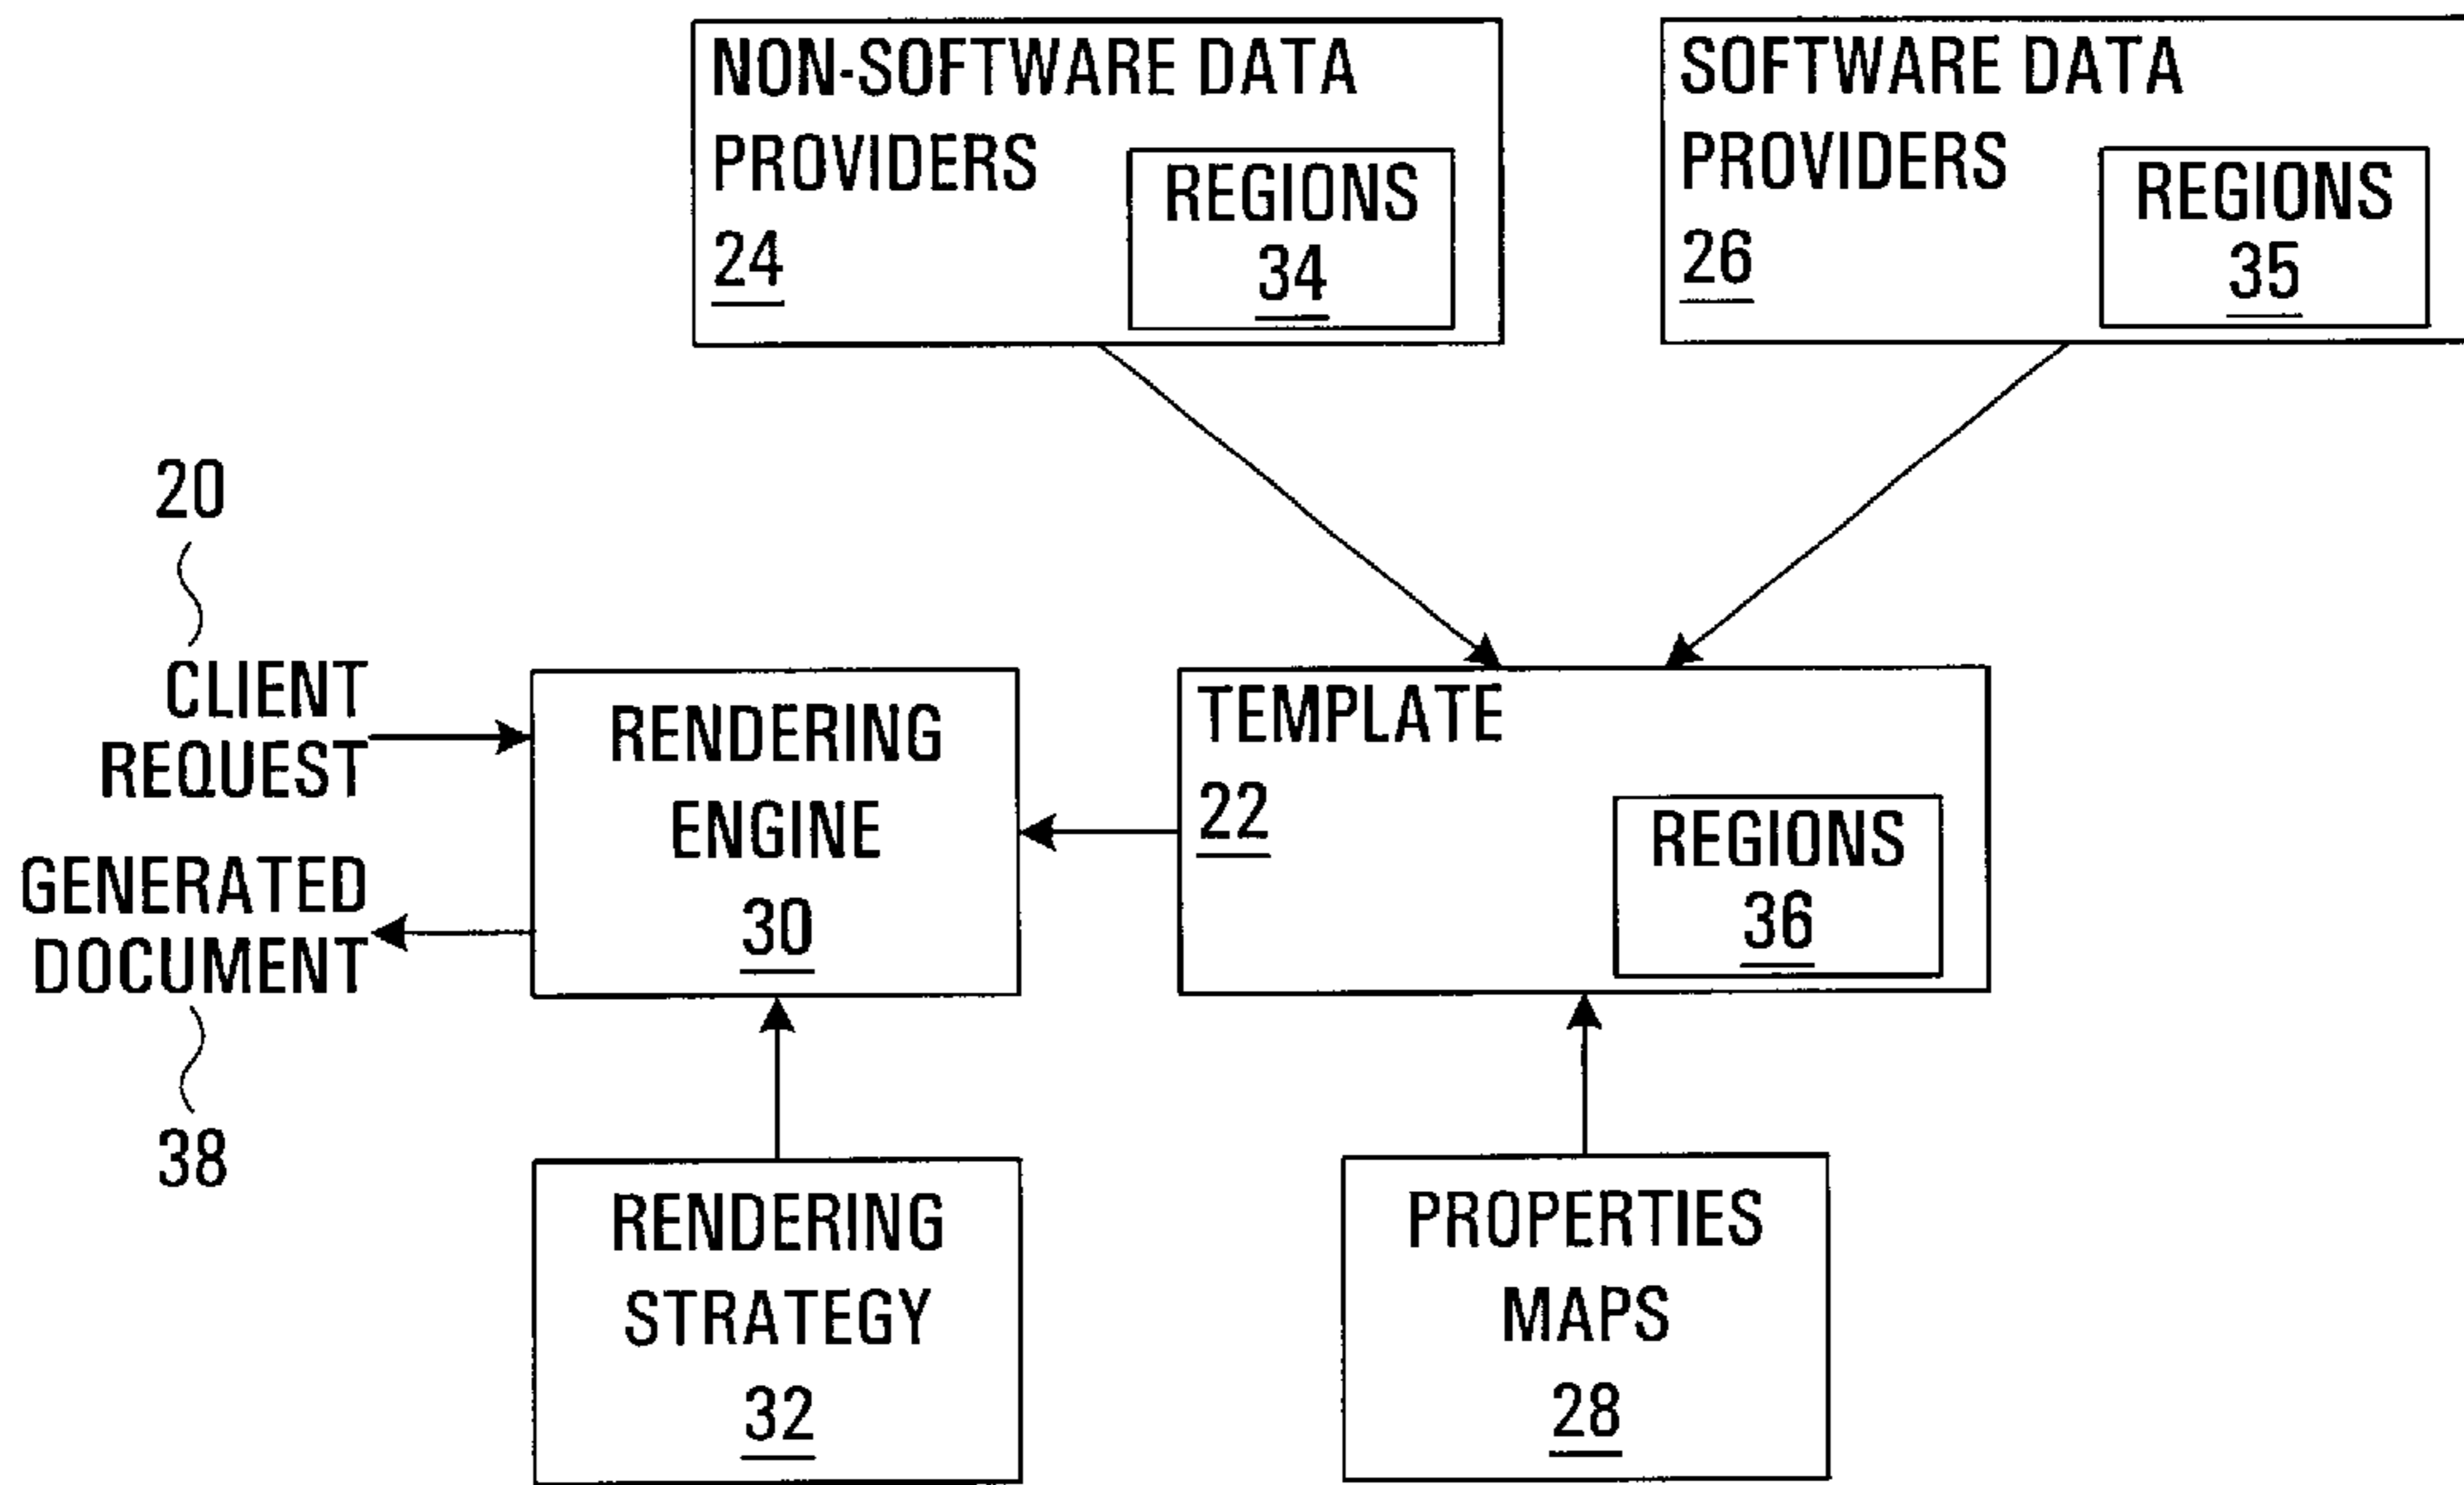 NON-SOFTWARE DATA
PROVIDERS
24
REGIONS
34
SOFTWARE DATA
PROVIDERS
26
REGIONS
35
20
CLIENT
REQUEST
GENERATED
DOCUMENT
38
RENDERING
ENGINE
30
TEMPLATE
22
REGIONS
36
RENDERING
STRATEGY
32
PROPERTIES
MAPS
28